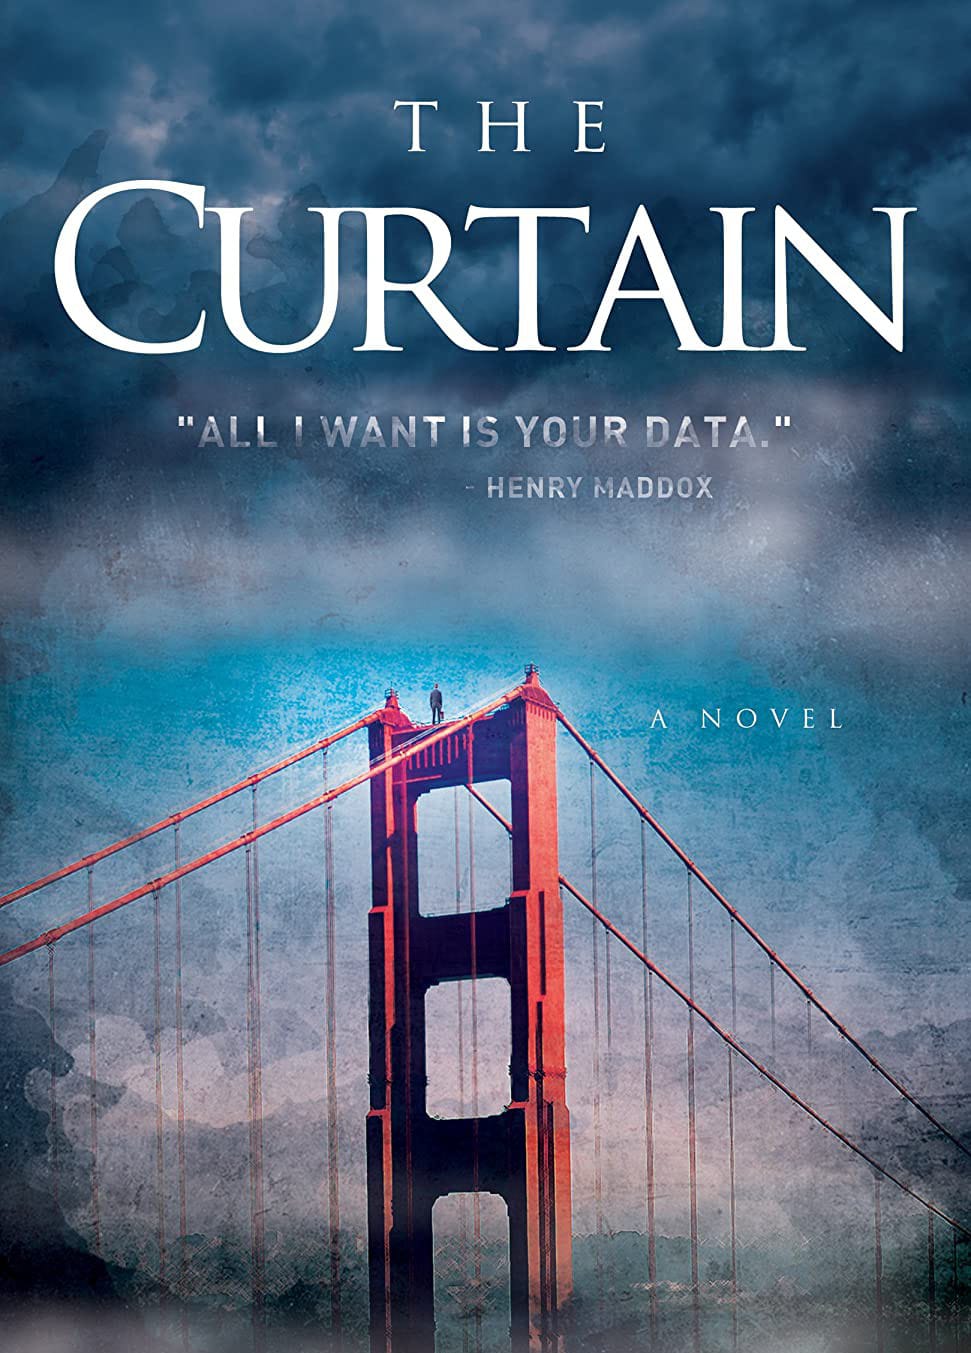 THE
CURTAIN
"ALL I WANT IS YOUR DATA."
- HENRY MADDOX
A NOVEL